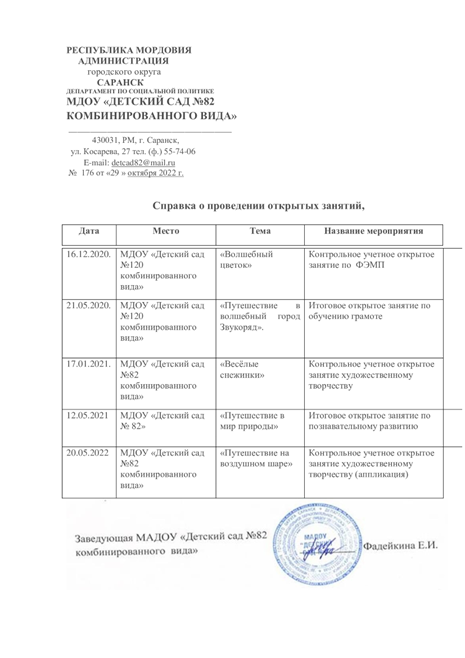 РЕСПУБЛИКА МОРДОВИЯ
АДМИНИСТРАЦИЯ
городского округа
САРАНСК
ДЕПАРТАМЕНТ ПО СОЦИАЛЬНОЙ ПОЛИТИКЕ
МДОУ «ДЕТСКИЙ САД №82
КОМБИНИРОВАННОГО ВИДА»
430031, РМ, г. Саранск,
ул. Косарева, 27 тел. (ф.) 55-74-06
E-mail: detcad82@mail.ru
№ 176 от «29 » октября 2022 г.
Справка о проведении открытых занятий,
Дата Место Тема Название мероприятия
16.12.2020. МДОУ «Детский сад «Волшебный Контрольное учетное открытое
№120 цветок» занятие по ФЭМП
комбинированного
вида»
21.05.2020. МДОУ «Детский сад «Путешествие в Итоговое открытое занятие по
№120 волшебный город обучению грамоте
комбинированного Звукоряд».
вида»
17.01.2021. МДОУ «Детский сад «Весёлые Контрольное учетное открытое
№82 снежинки» занятие художественному
комбинированного творчеству
вида»
12.05.2021 МДОУ «Детский сад «Путешествие в Итоговое открытое занятие по
№ 82» мир природы» познавательному развитию
20.05.2022 МДОУ «Детский сад «Путешествие на Контрольное учетное открытое
№82 воздушном шаре» занятие художественному
комбинированного творчеству (аппликация)
вида»
Заведующая МАДОУ «Детский сад №82
комбинированного вида»
МАДОУ
Фадейкина Е.И.